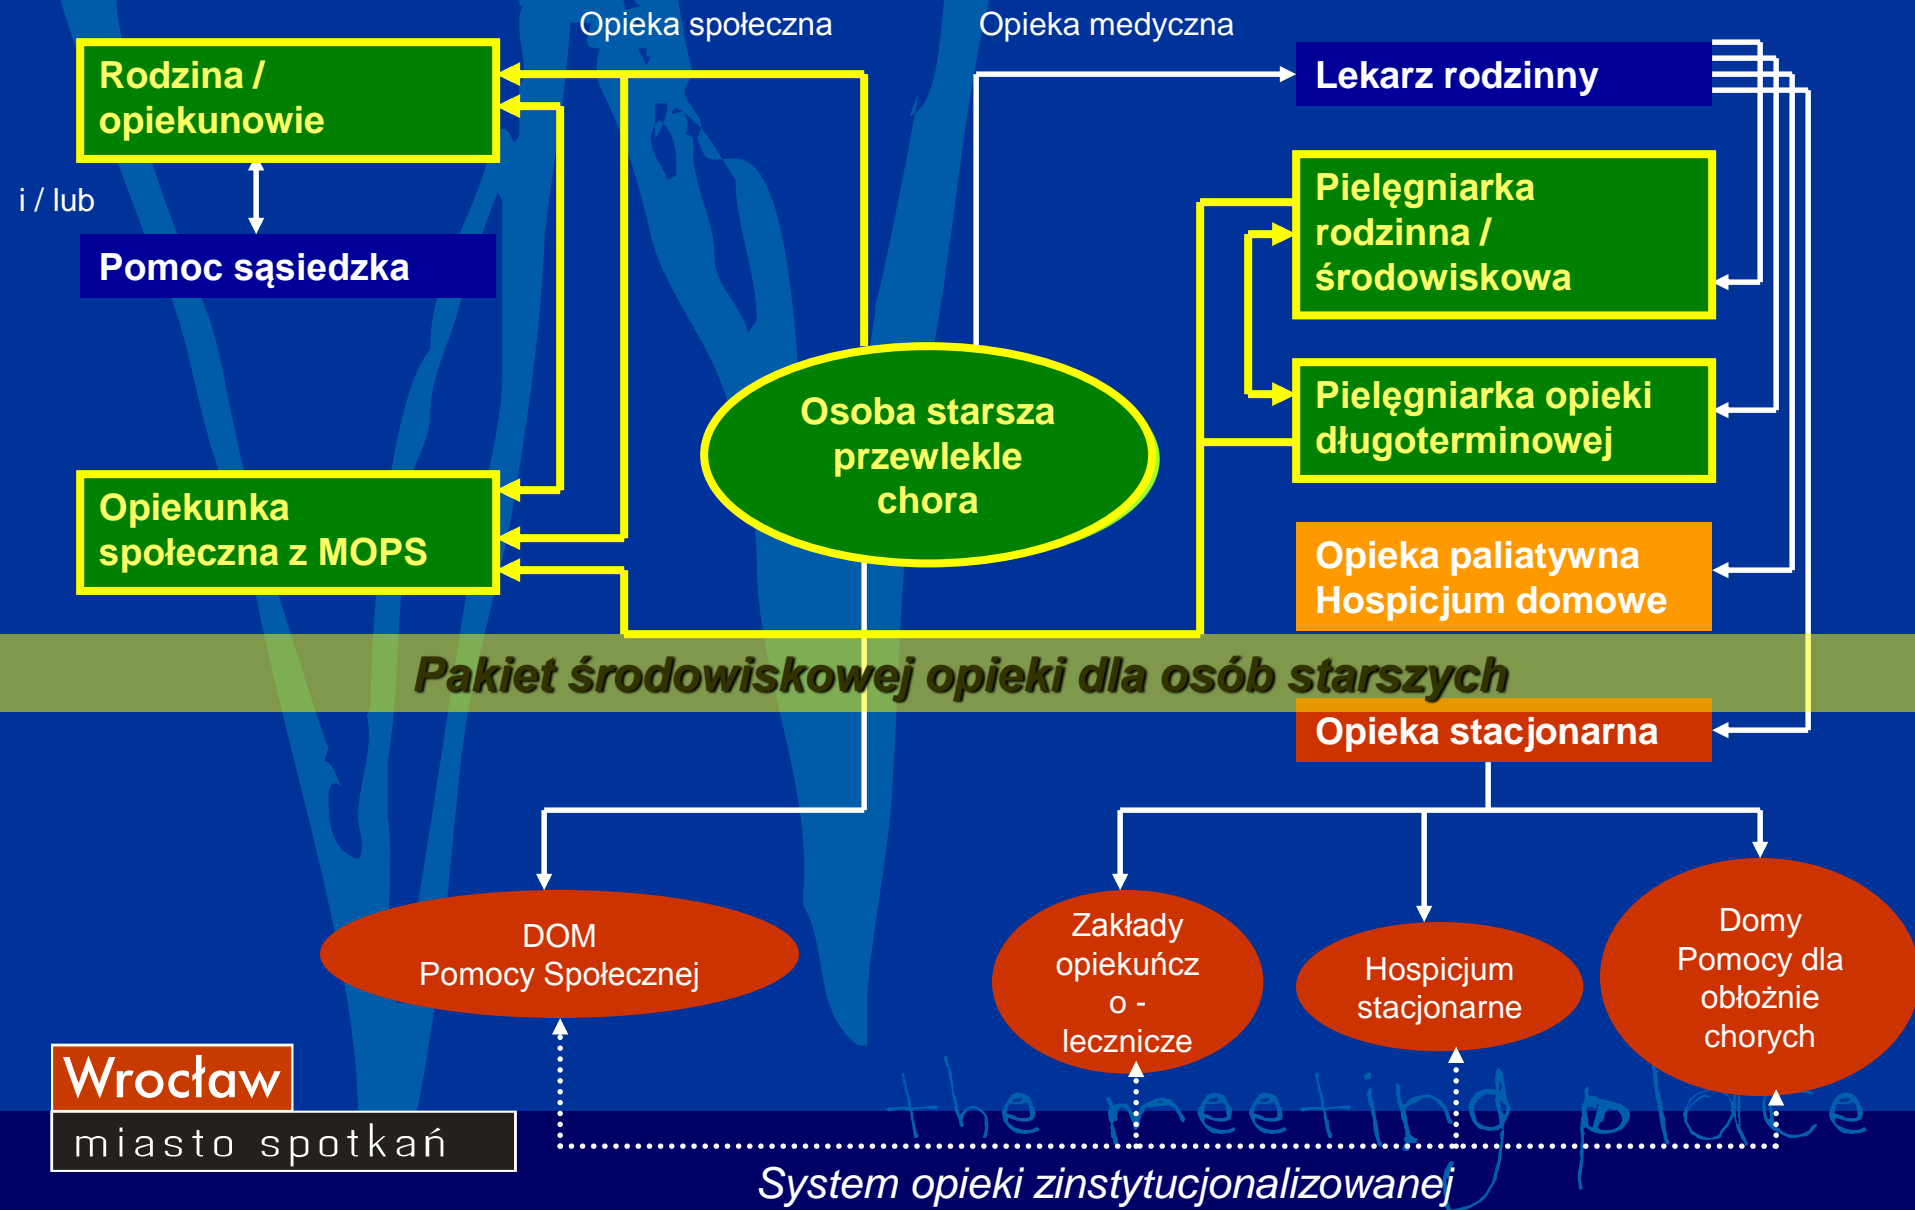 Opieka społeczna
Opieka medyczna
Rodzina /
opiekunowie
Lekarz rodzinny
i / lub
Pomoc sąsiedzka
Pielęgniarka
rodzinna /
środowiskowa
Osoba starsza
przewlekle
chora
Pielęgniarka opieki
długoterminowej
Opiekunka
społeczna z MOPS
Opieka paliatywna
Hospicjum domowe
Pakiet środowiskowej opieki dla osób starszych
Opieka stacjonarna
DOM
Pomocy Społecznej
Zakłady
opiekuńcz
o -
lecznicze
Hospicjum
stacjonarne
Domy
Pomocy dla
obłożnie
chorych
Wrocław
miasto spotkań
the meeting place
System opieki zinstytucjonalizowanej